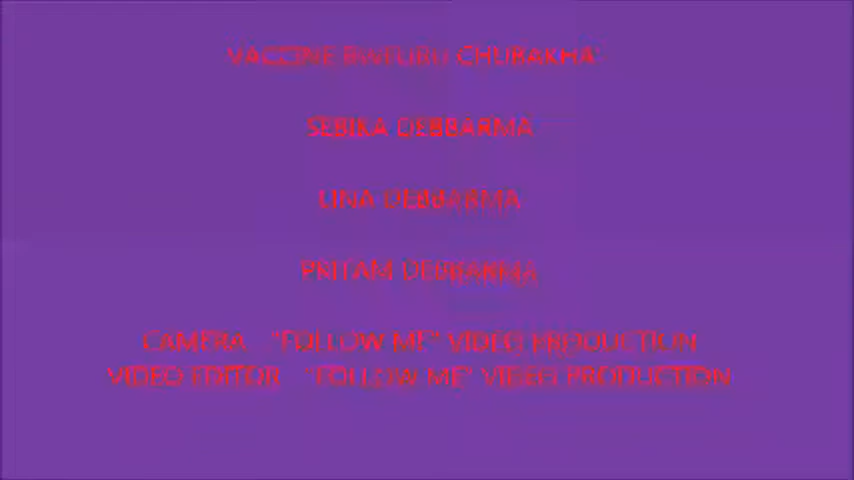 VACCINE BWFURU CHUBAKHA
SEBIKA DEBBARMA
LINA DEBBARMA
PRITAM DEBBARMA
CAMERA "FOLLOW ME" VIDEO PRODUCTION
VIDEO EDITOR "FOLLOW ME" VIDEO PRODUCTION